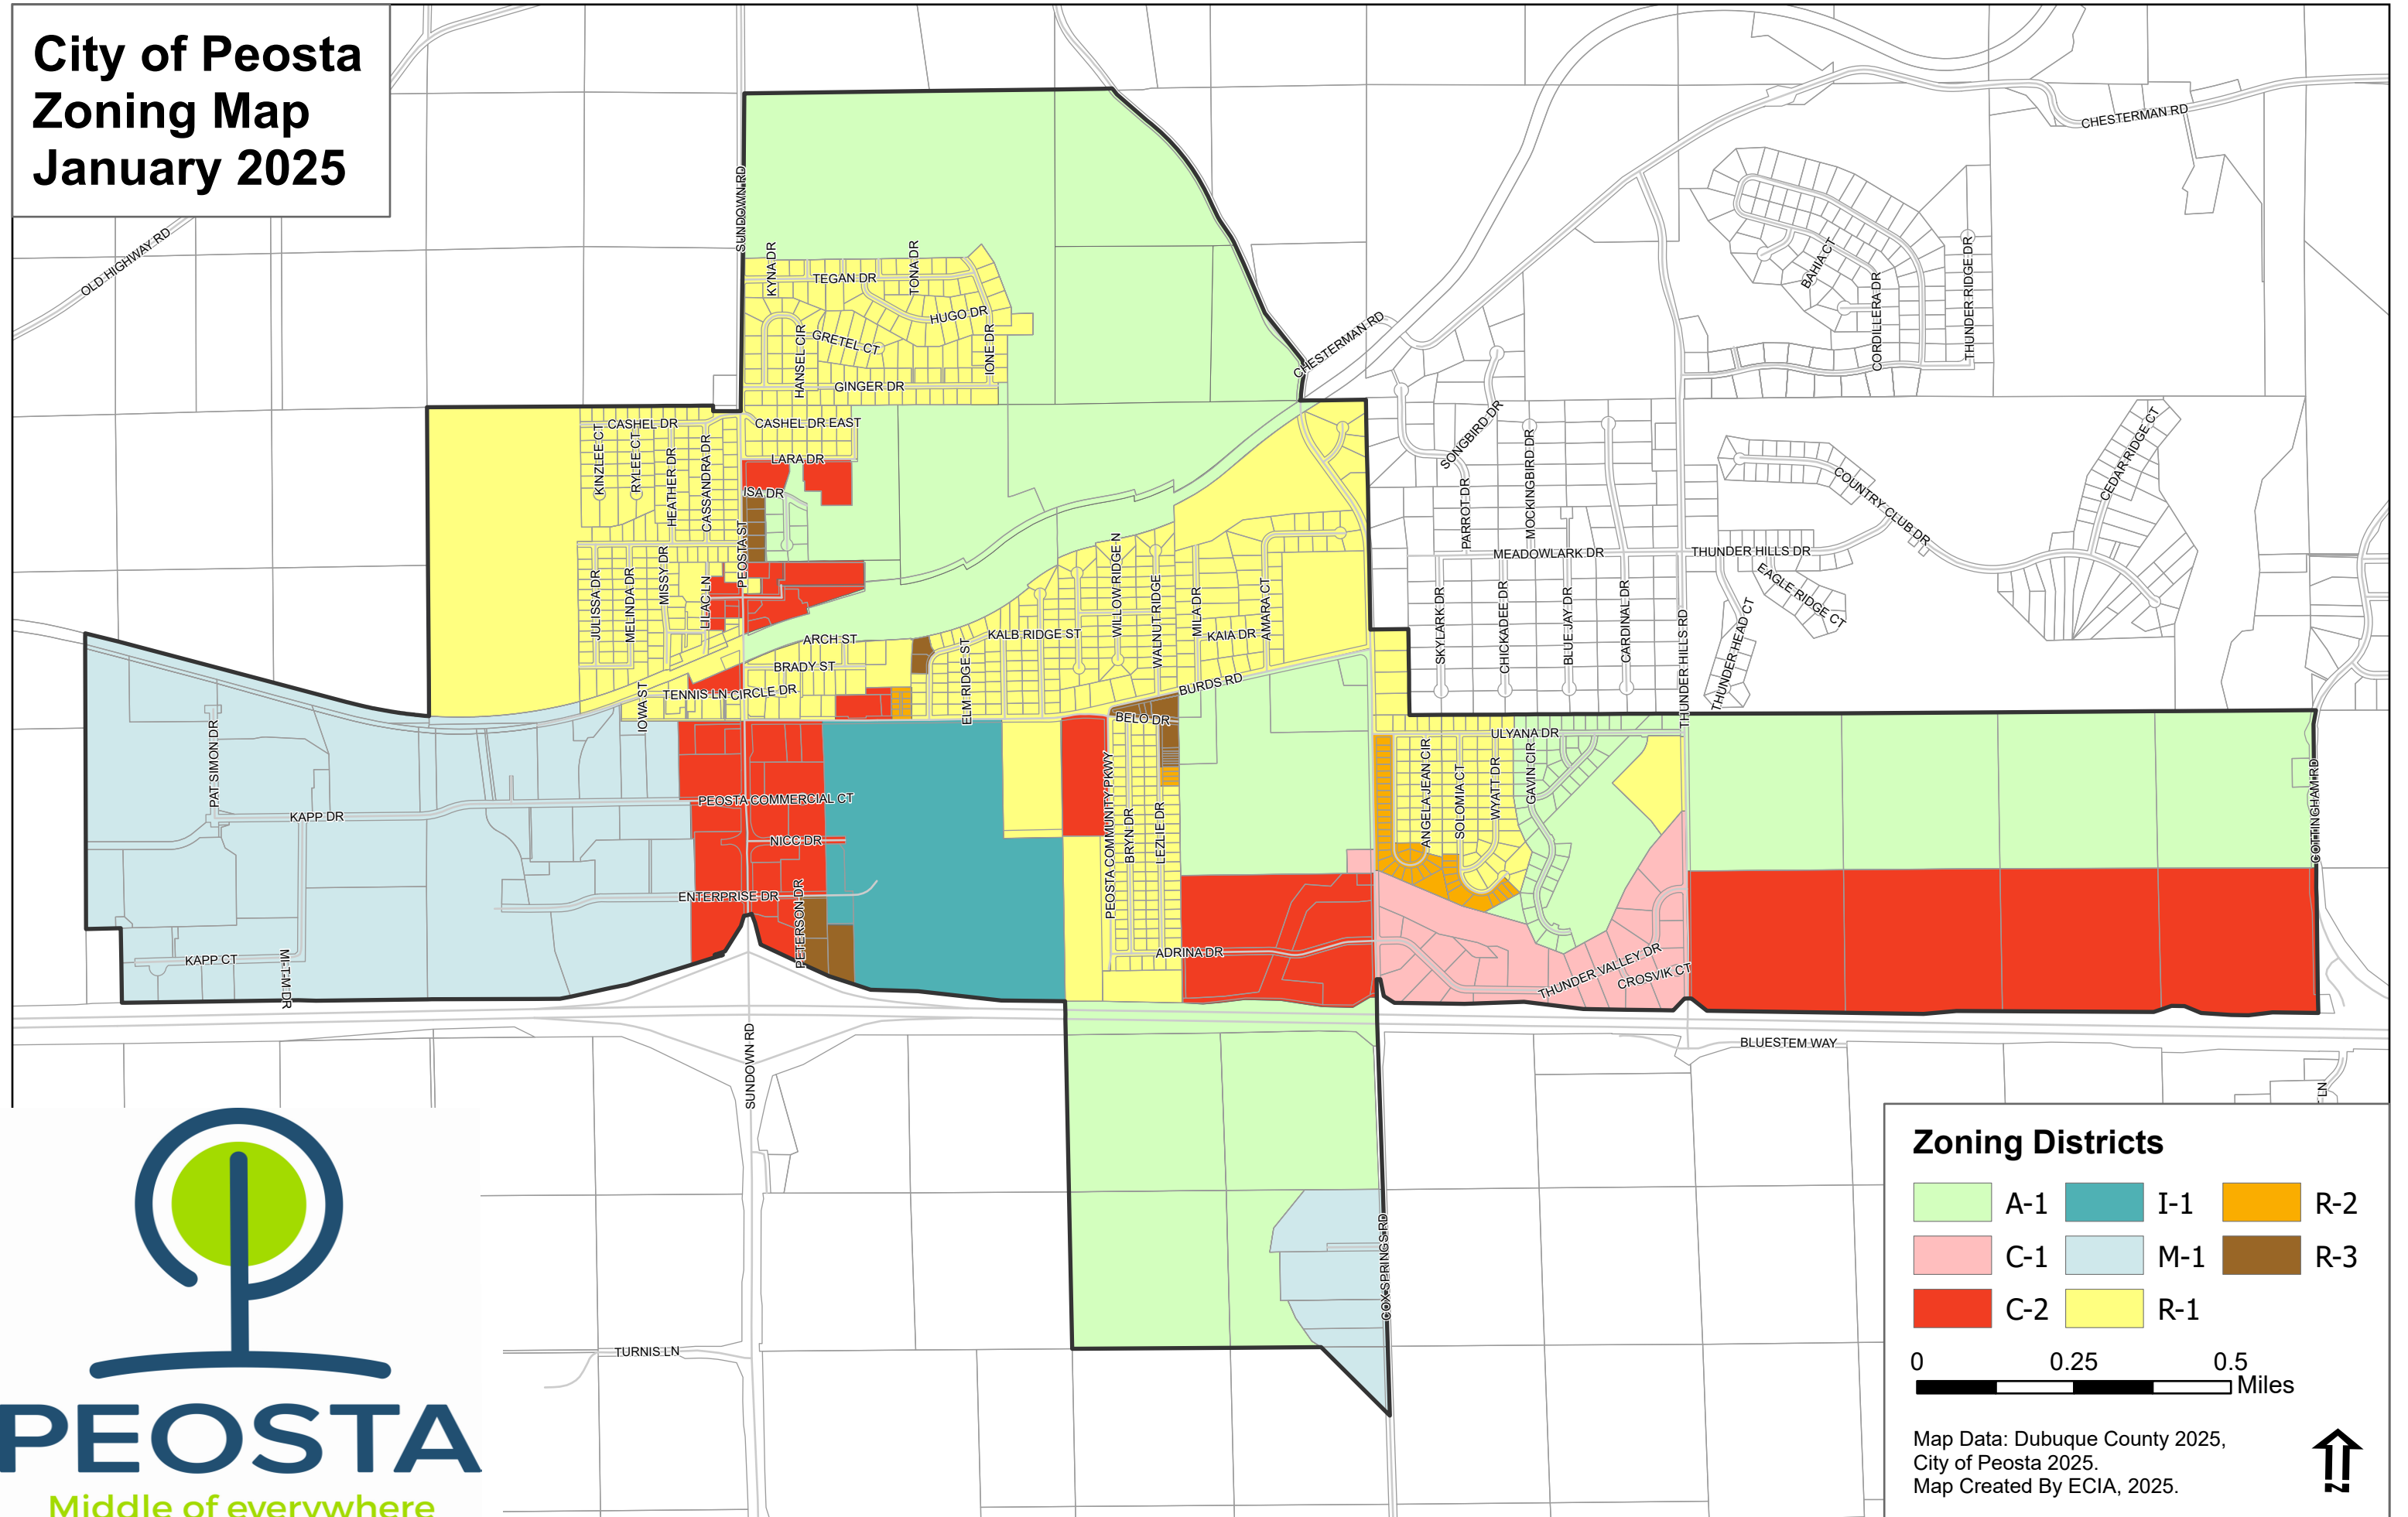 City of Peosta
Zoning Map
January 2025
CHESTERMAN RD
OLD HIGHWAY RD
SUNDOWN RD
KYNA DR
TEGAN DR
TONA DR
HUGO DR
GRETEL CT
HANSEL CIR
IONE DR
GINGER DR
CHESTERMAN RD
BAHIA CT
CORDILLERA DR
THUNDER RIDGE DR
CASHEL DR
CASHEL DR EAST
KINZLEE CT
RYLEE CT
HEATHER DR
CASSANDRA DR
LARA DR
ISA DR
PEOSTA ST
SONGBIRD DR
PARROT DR
MOCKINGBIRD DR
COUNTRY CLUB DR
CEDAR RIDGE CT
MEADOWLARK DR
THUNDER HILLS DR
EAGLE RIDGE CT
THUNDER HEAD CT
JULISSA DR
MELINDA DR
MISSY DR
LILAC LN
ARCH ST
BRADY ST
TENNIS LN
CIRCLE DR
IOWA ST
ELM RIDGE ST
KALB RIDGE ST
WILLOW RIDGE N
WALNUT RIDGE
MILA DR
KAIA DR
AMARA CT
BURDS RD
SKYLARK DR
CHICKADEE DR
BLUE JAY DR
CARDINAL DR
THUNDER HILLS RD
PAT SIMON DR
KAPP DR
PEOSTA COMMERCIAL CT
NICC DR
ENTERPRISE DR
PETERSON DR
KAPP CT
MI-T-M DR
BELO DR
PEOSTA COMMUNITY PKWY
BRYN DR
LEZLIE DR
ADRINA DR
ULYANA DR
ANGELA JEAN CIR
SOLOMIA CT
WYATT DR
GAVIN CIR
THUNDER VALLEY DR
CROSVIK CT
COTTINGHAM RD
SUNDOWN RD
BLUESTEM WAY
LN
COX SPRINGS RD
TURNIS LN
PEOSTA
Middle of everywhere
Zoning Districts
A-1 I-1 R-2
C-1 M-1 R-3
C-2 R-1
0 0.25 0.5
Miles
Map Data: Dubuque County 2025,
City of Peosta 2025.
Map Created By ECIA, 2025.
N